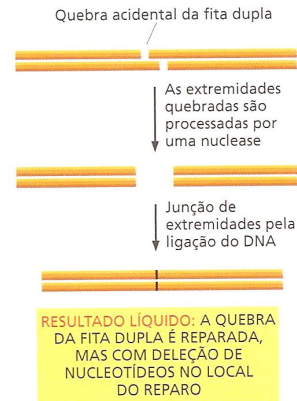 Quebra acidental da fita dupla
As extremidades
quebradas são
processadas por
uma nuclease
Junção de
extremidades pela
ligação do DNA
RESULTADO LÍQUIDO: A QUEBRA
DA FITA DUPLA É REPARADA,
MAS COM DELEÇÃO DE
NUCLEOTÍDEOS NO LOCAL
DO REPARO